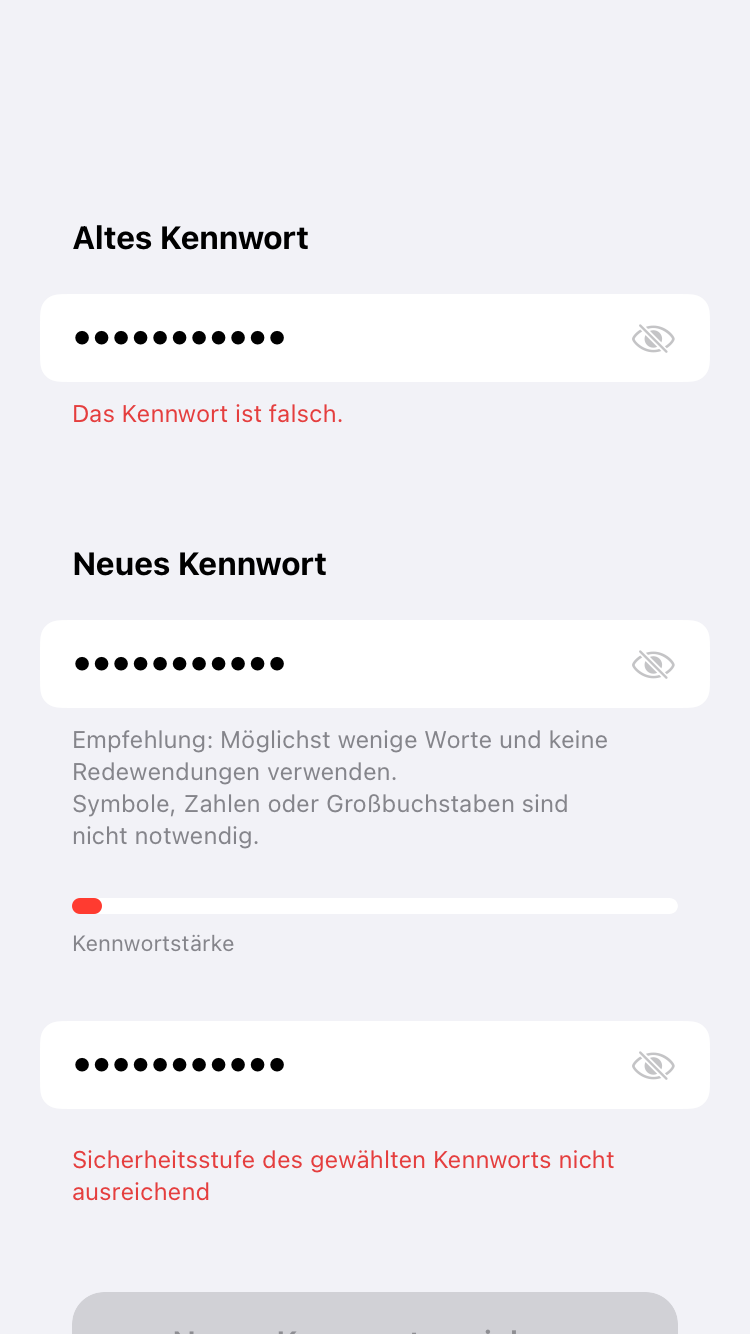 Altes Kennwort
Das Kennwort ist falsch.
Neues Kennwort
Empfehlung: Möglichst wenige Worte und keine
Redewendungen verwenden.
Symbole, Zahlen oder Großbuchstaben sind
nicht notwendig.
Kennwortstärke
Sicherheitsstufe des gewählten Kennworts nicht
ausreichend